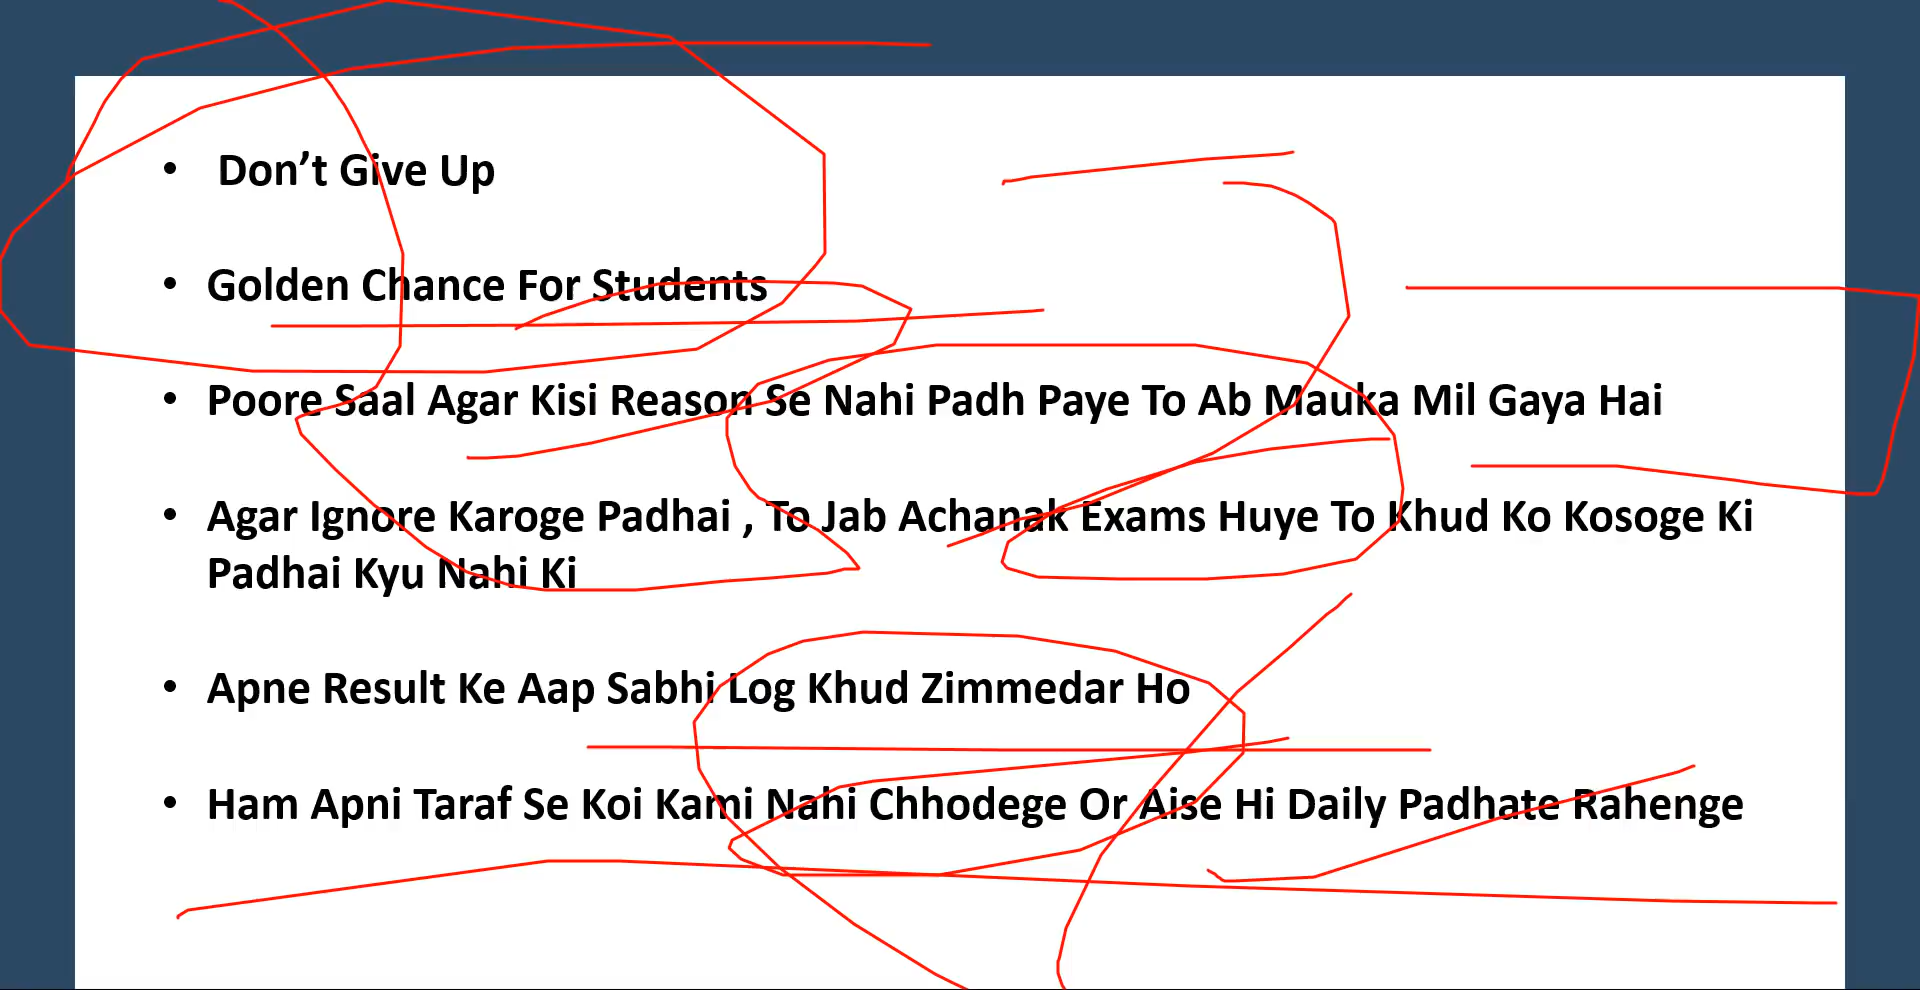 • Don’t Give Up
• Golden Chance For Students
• Poore Saal Agar Kisi Reason Se Nahi Padh Paye To Ab Mauka Mil Gaya Hai
• Agar Ignore Karoge Padhai , To Jab Achanak Exams Huye To Khud Ko Kosoge Ki
Padhai Kyu Nahi Ki
• Apne Result Ke Aap Sabhi Log Khud Zimmedar Ho
• Ham Apni Taraf Se Koi Kami Nahi Chhodege Or Aise Hi Daily Padhate Rahenge